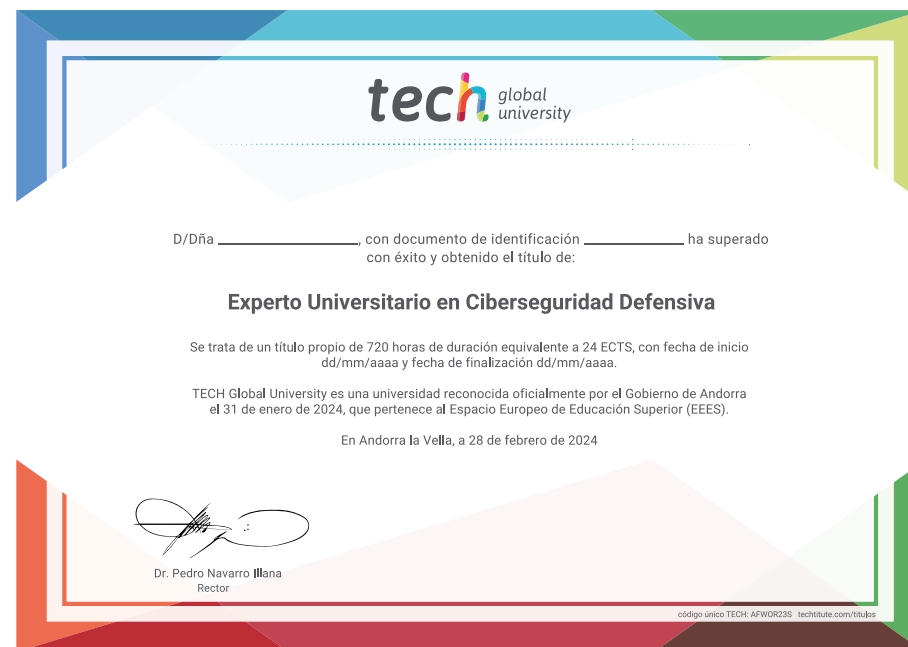 tech global university
D/Dña ____________________, con documento de identificación ______________ ha superado
con éxito y obtenido el título de:
Experto Universitario en Ciberseguridad Defensiva
Se trata de un título propio de 720 horas de duración equivalente a 24 ECTS, con fecha de inicio
dd/mm/aaaa y fecha de finalización dd/mm/aaaa.
TECH Global University es una universidad reconocida oficialmente por el Gobierno de Andorra
el 31 de enero de 2024, que pertenece al Espacio Europeo de Educación Superior (EEES).
En Andorra la Vella, a 28 de febrero de 2024
Dr. Pedro Navarro Illana
Rector
código único TECH: AFWOR23S techtitute.com/titulos